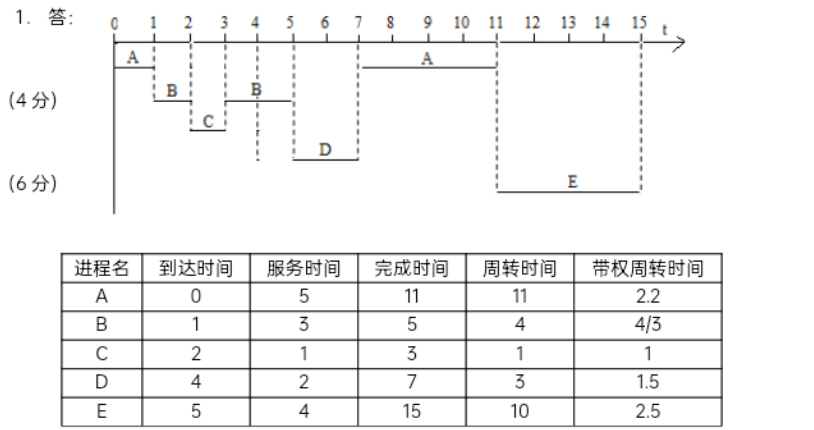 1. 答:
0 1 2 3 4 5 6 7 8 9 10 11 12 13 14 15 t
A A
(4分) B B
C
D
(6分) E
进程名 到达时间 服务时间 完成时间 周转时间 带权周转时间
A 0 5 11 11 2.2
B 1 3 5 4 4/3
C 2 1 3 1 1
D 4 2 7 3 1.5
E 5 4 15 10 2.5